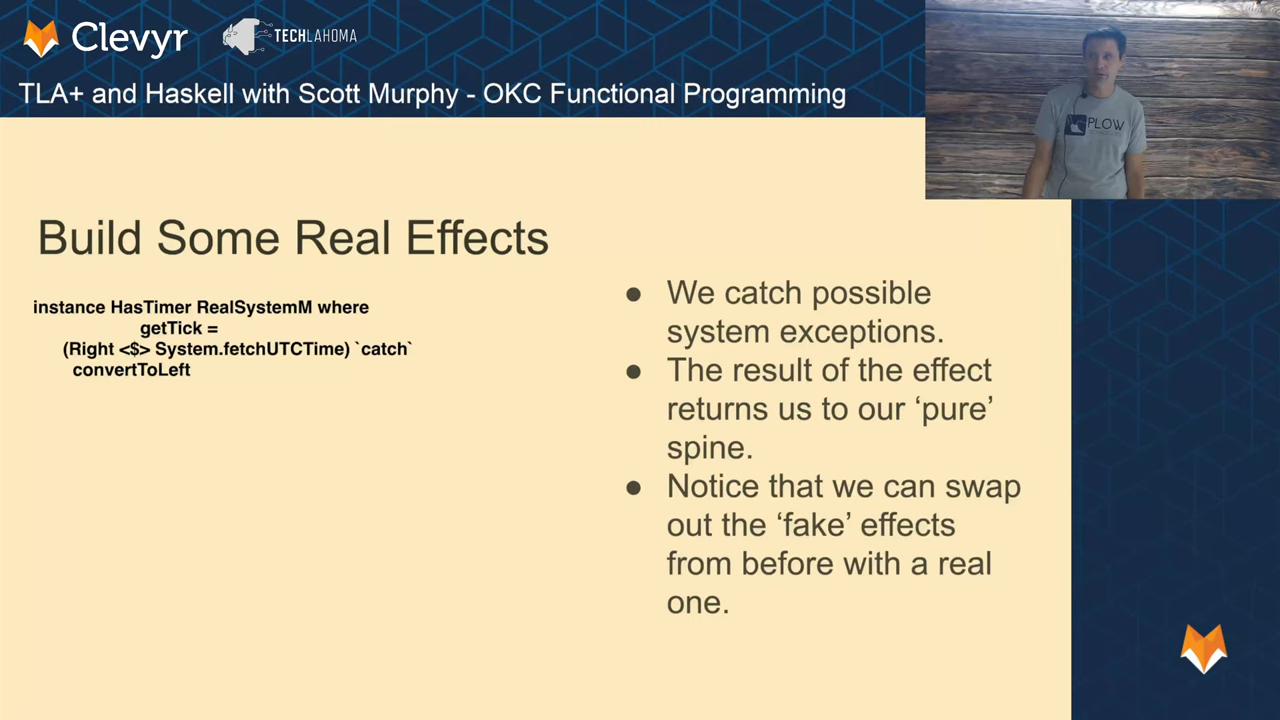 Clevyr
TECHLAHOMA
TLA+ and Haskell with Scott Murphy - OKC Functional Programming
PLOW
Build Some Real Effects
instance HasTimer RealSystemM where
getTick =
(Right <$> System.fetchUTCTime) `catch`
convertToLeft
● We catch possible
system exceptions.
● The result of the effect
returns us to our ‘pure’
spine.
● Notice that we can swap
out the ‘fake’ effects
from before with a real
one.